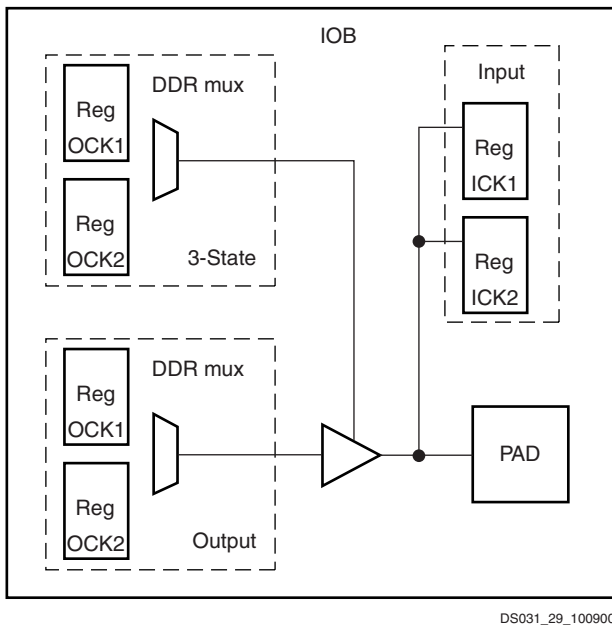 IOB
DDR mux
Reg
OCK1
Reg
OCK2
3-State
Input
Reg
ICK1
Reg
ICK2
DDR mux
Reg
OCK1
Reg
OCK2
Output
PAD
DS031_29_100900